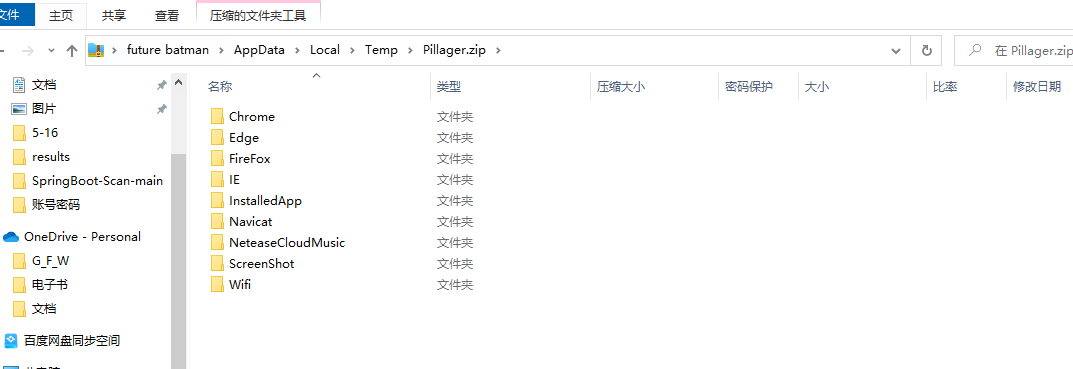 文件 主页 共享 查看 压缩的文件夹工具
future batman AppData Local Temp Pillager.zip 在 Pillager.zip
名称 类型 压缩大小 密码保护 大小 比率 修改日期
文档
图片
5-16
results
SpringBoot-Scan-main
账号密码
OneDrive - Personal
G_F_W
电子书
文档
百度网盘同步空间
Chrome 文件夹
Edge 文件夹
FireFox 文件夹
IE 文件夹
InstalledApp 文件夹
Navicat 文件夹
NeteaseCloudMusic 文件夹
ScreenShot 文件夹
Wifi 文件夹